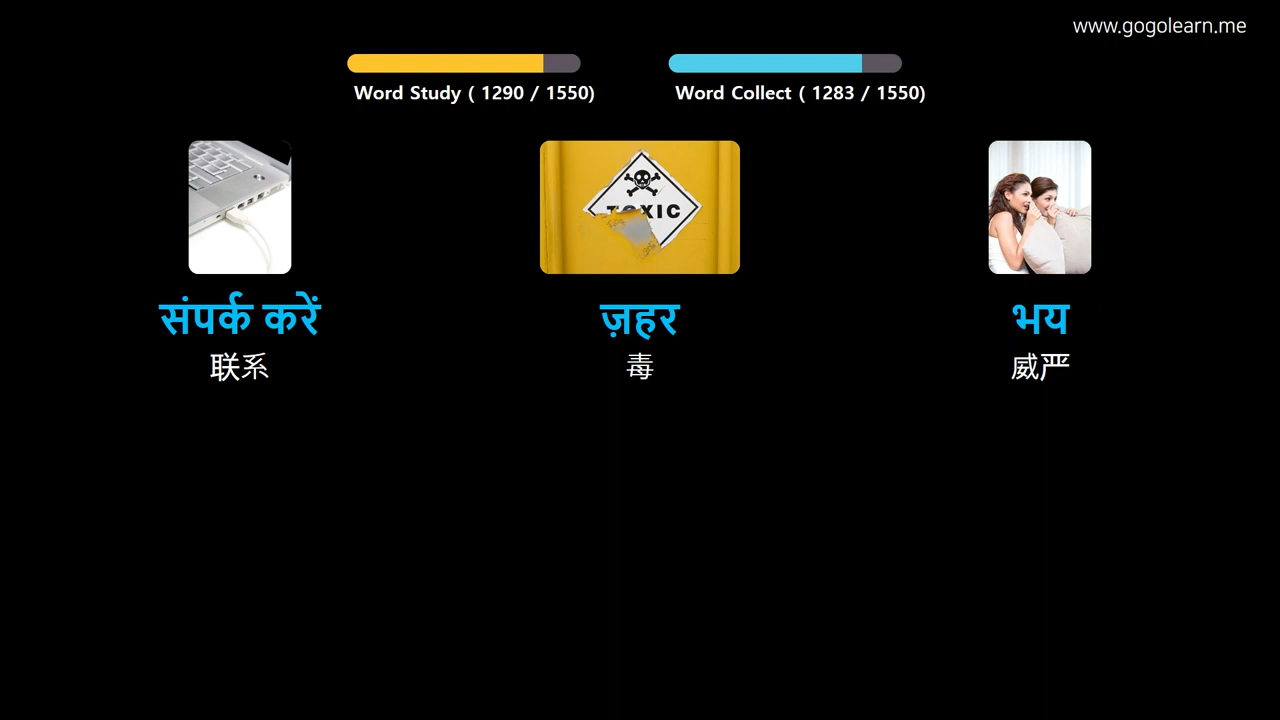 www.gogolearn.me
Word Study ( 1290 / 1550)
Word Collect ( 1283 / 1550)
TOXIC
संपर्क करें
ज़हर
भय
联系
毒
威严